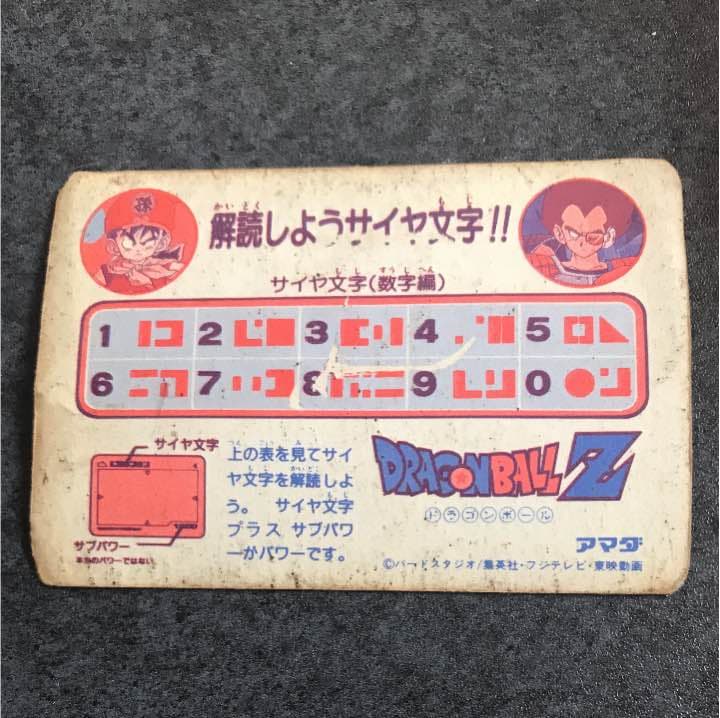 解読しようサイヤ文字!!
サイヤ文字(数字編)
1 2 3 4 5
6 7 8 9 0
サイヤ文字
サブパワー
本当のパワーではない
上の表を見てサイ
ヤ文字を解読しよ
う。 サイヤ文字
プラス サブパワ
ーがパワーです。
DRAGONBALL Z
ドラゴンボール
アマダ
©バードスタジオ/集英社・フジテレビ・東映動画